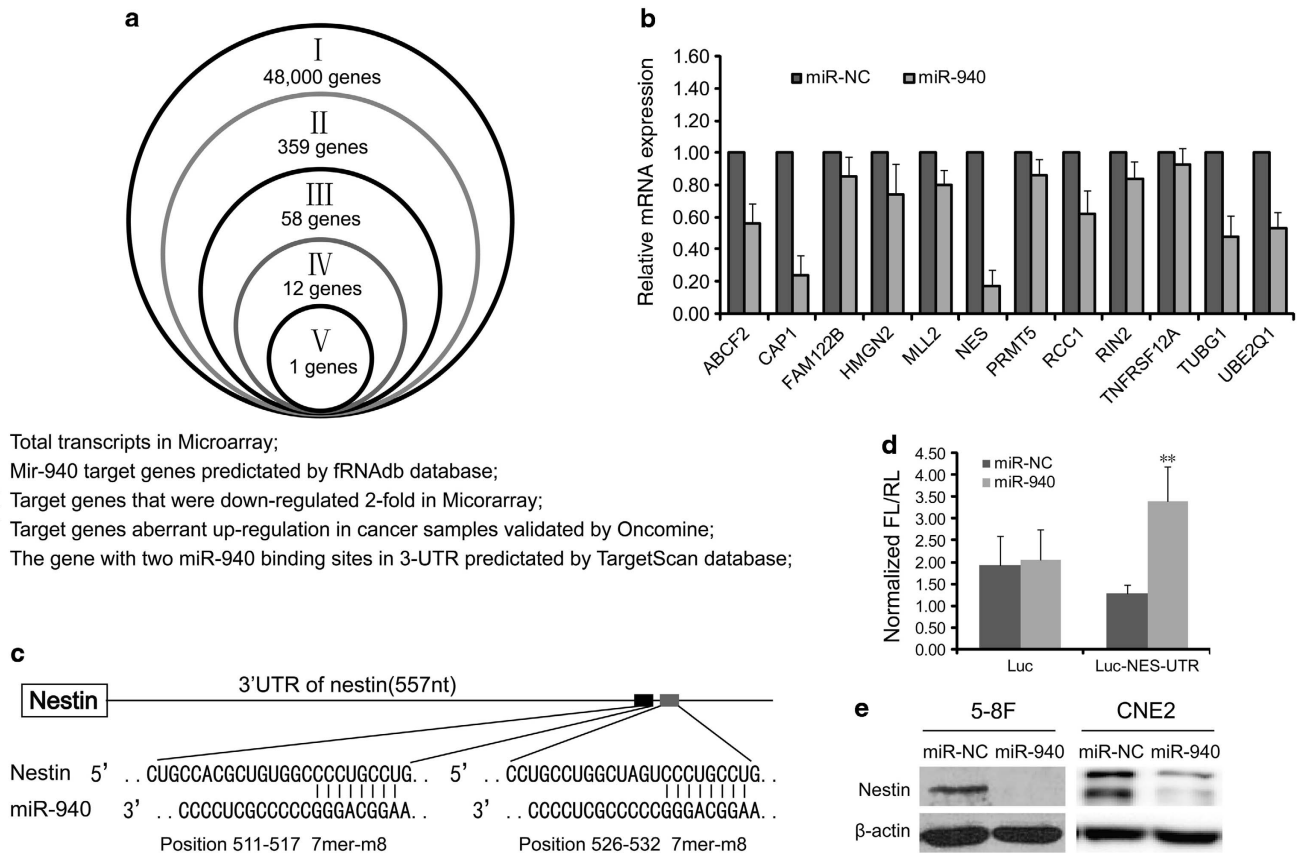 a
I
48,000 genes
II
359 genes
III
58 genes
IV
12 genes
V
1 genes
Total transcripts in Microarray;
Mir-940 target genes predictated by fRNAdb database;
Target genes that were down-regulated 2-fold in Micorarray;
Target genes aberrant up-regulation in cancer samples validated by Oncomine;
The gene with two miR-940 binding sites in 3-UTR predictated by TargetScan database;
b
Relative mRNA expression
1.60
1.40
1.20
1.00
0.80
0.60
0.40
0.20
0.00
miR-NC
miR-940
ABCF2
CAP1
FAM122B
HMGN2
MLL2
NES
PRMT5
RCC1
RIN2
TNFRSF12A
TUBG1
UBE2Q1
c
3’UTR of nestin(557nt)
Nestin
Nestin 5’ ..CUGCCACGCUGUGGCCCCUGCCUG.. 5’ ..CCUGCCUGGCUAGUCCCUGCCUG..
miR-940 3’ ..CCCCUCGCCCCCGGGACGGAA.. 3’ ..CCCCUCGCCCCCGGGACGGAA..
Position 511-517 7mer-m8 Position 526-532 7mer-m8
d
Normalized FL/RL
4.50
4.00
3.50
3.00
2.50
2.00
1.50
1.00
0.50
0.00
miR-NC
miR-940
**
Luc
Luc-NES-UTR
e
5-8F CNE2
miR-NC miR-940 miR-NC miR-940
Nestin
β-actin